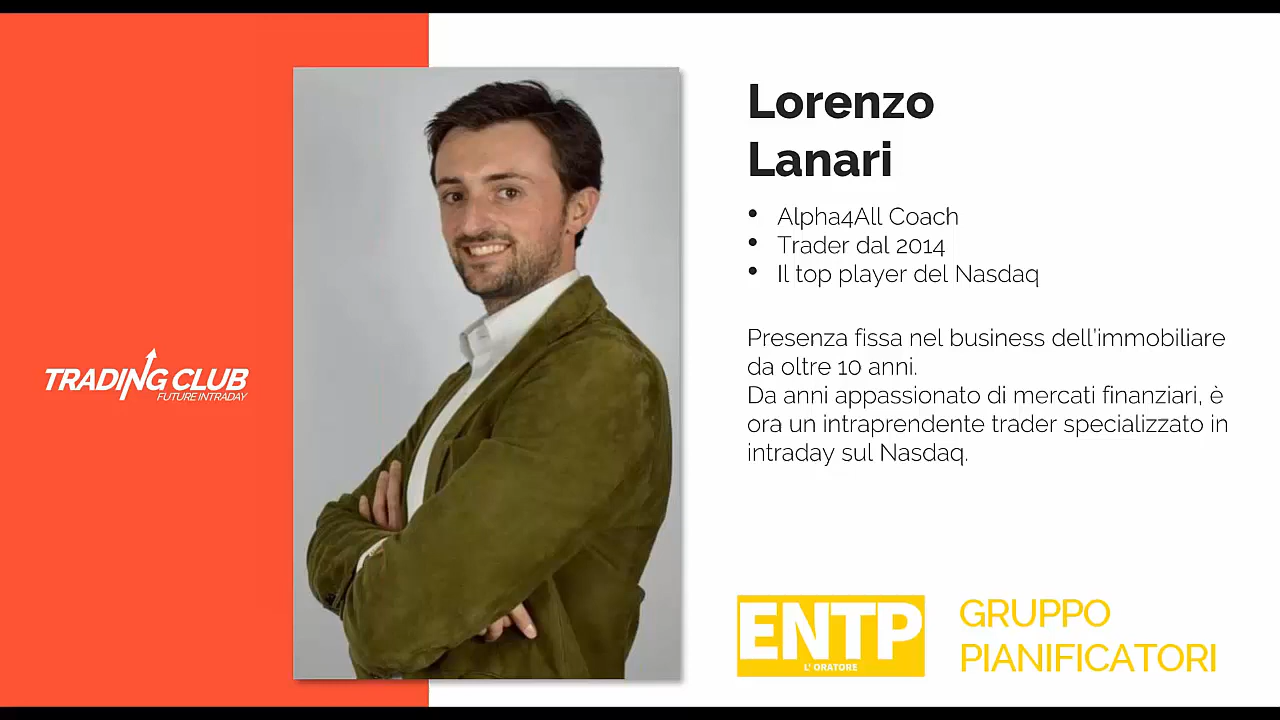 TRADING CLUB
FUTURE INTRADAY
Lorenzo
Lanari
• Alpha4All Coach
• Trader dal 2014
• Il top player del Nasdaq
Presenza fissa nel business dell'immobiliare
da oltre 10 anni.
Da anni appassionato di mercati finanziari, è
ora un intraprendente trader specializzato in
intraday sul Nasdaq.
ENTP
L' ORATORE
GRUPPO
PIANIFICATORI